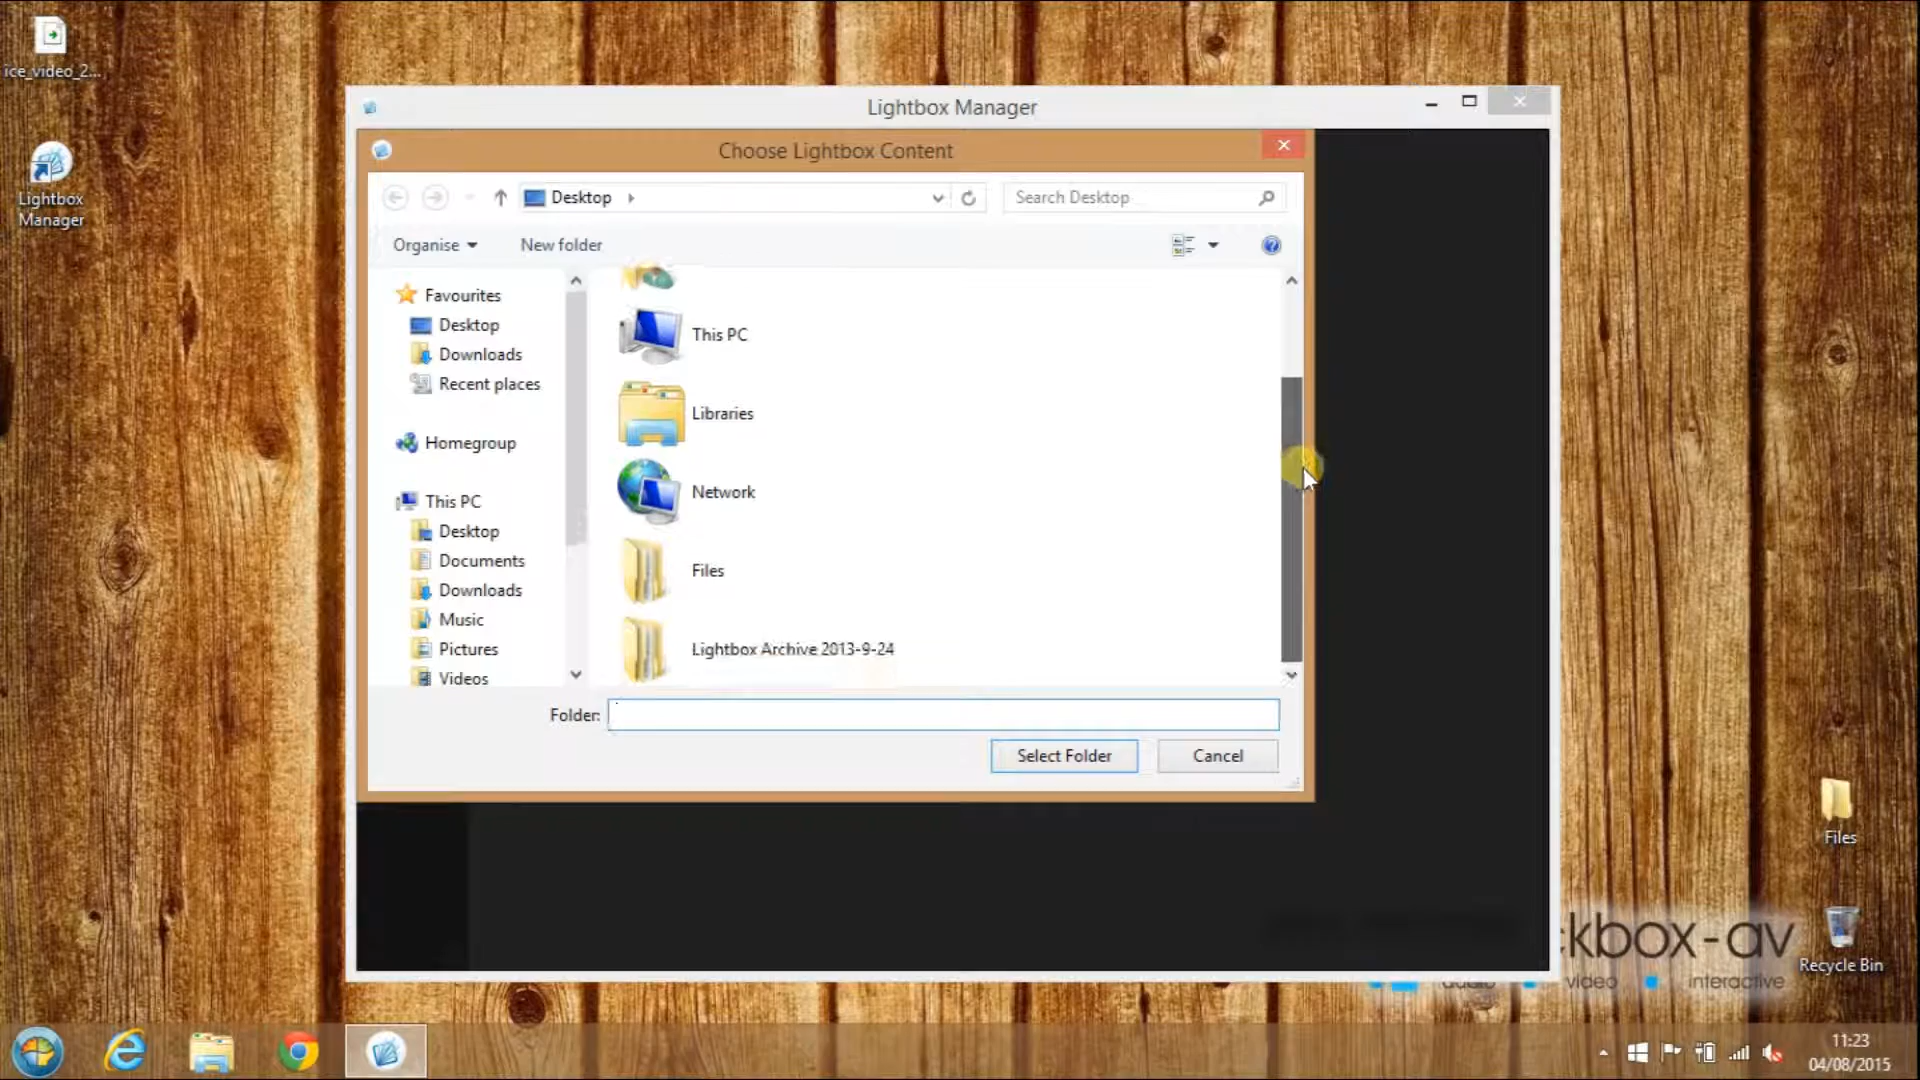 ice_video_2...
Lightbox
Manager
Lightbox Manager
Choose Lightbox Content
Desktop
Search Desktop
Organise
New folder
Favourites
Desktop
Downloads
Recent places
Homegroup
This PC
Desktop
Documents
Downloads
Music
Pictures
Videos
This PC
Libraries
Network
Files
Lightbox Archive 2013-9-24
Folder:
Select Folder
Cancel
Files
kbox-av
audio video interactive
Recycle Bin
11:23
04/08/2015